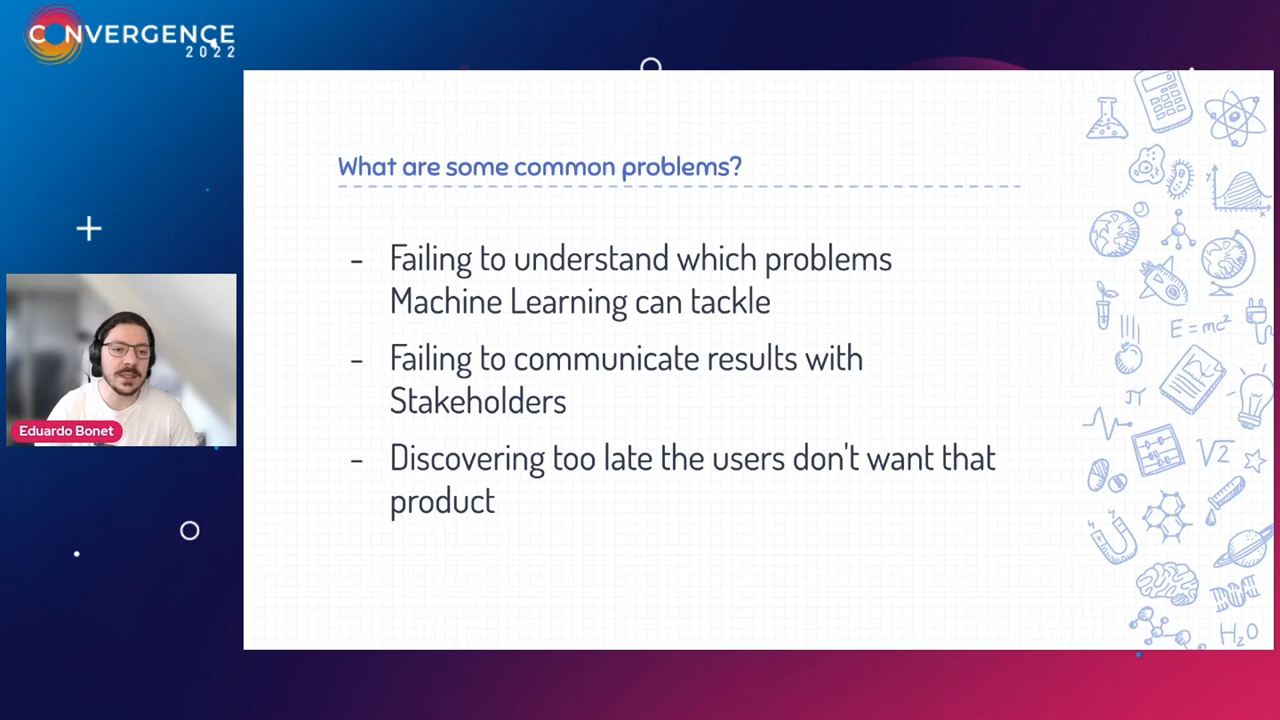 CONVERGENCE
2022
What are some common problems?
- Failing to understand which problems
Machine Learning can tackle
- Failing to communicate results with
Stakeholders
- Discovering too late the users don't want that
product
Eduardo Bonet
y
x
E=mc²
π
√2
H₂O